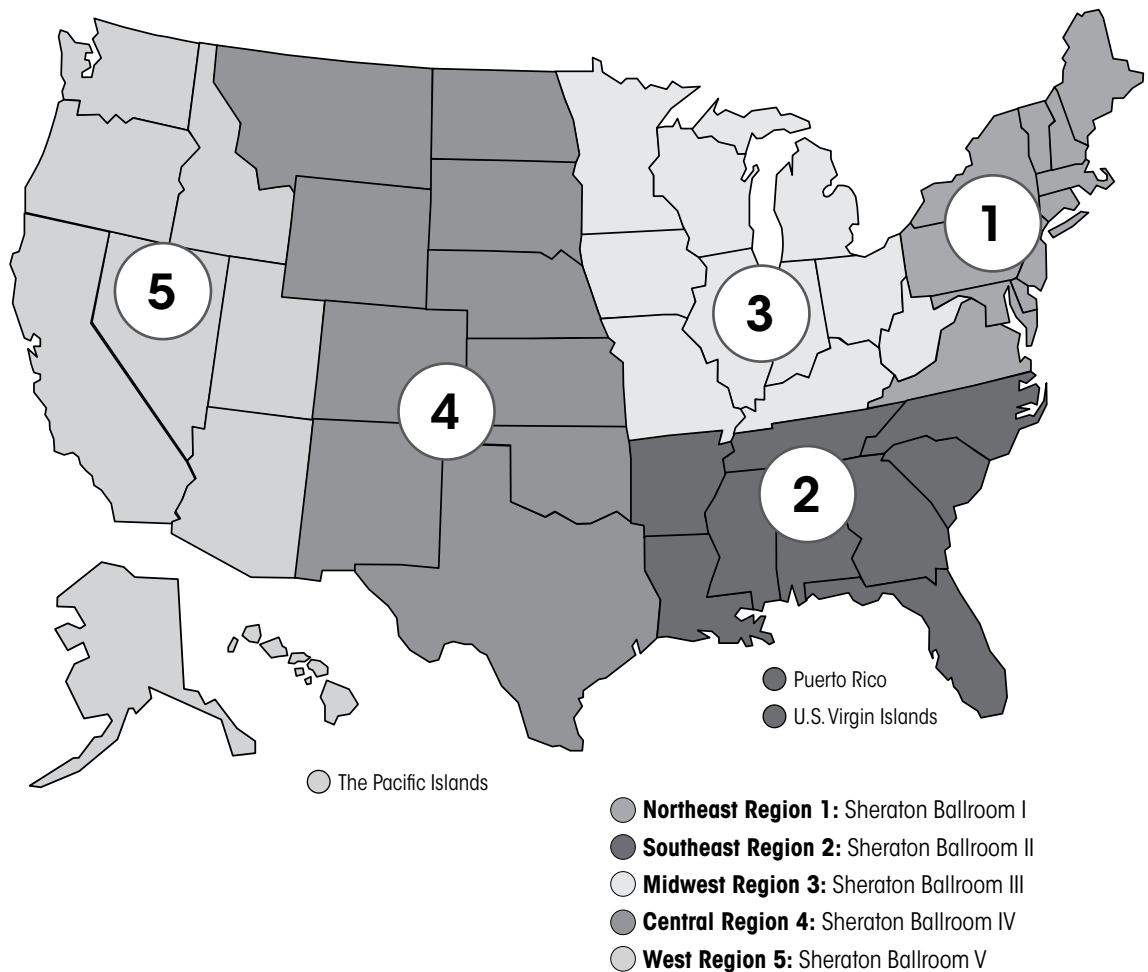 1
5
3
4
2
Puerto Rico
U.S. Virgin Islands
The Pacific Islands
Northeast Region 1: Sheraton Ballroom I
Southeast Region 2: Sheraton Ballroom II
Midwest Region 3: Sheraton Ballroom III
Central Region 4: Sheraton Ballroom IV
West Region 5: Sheraton Ballroom V